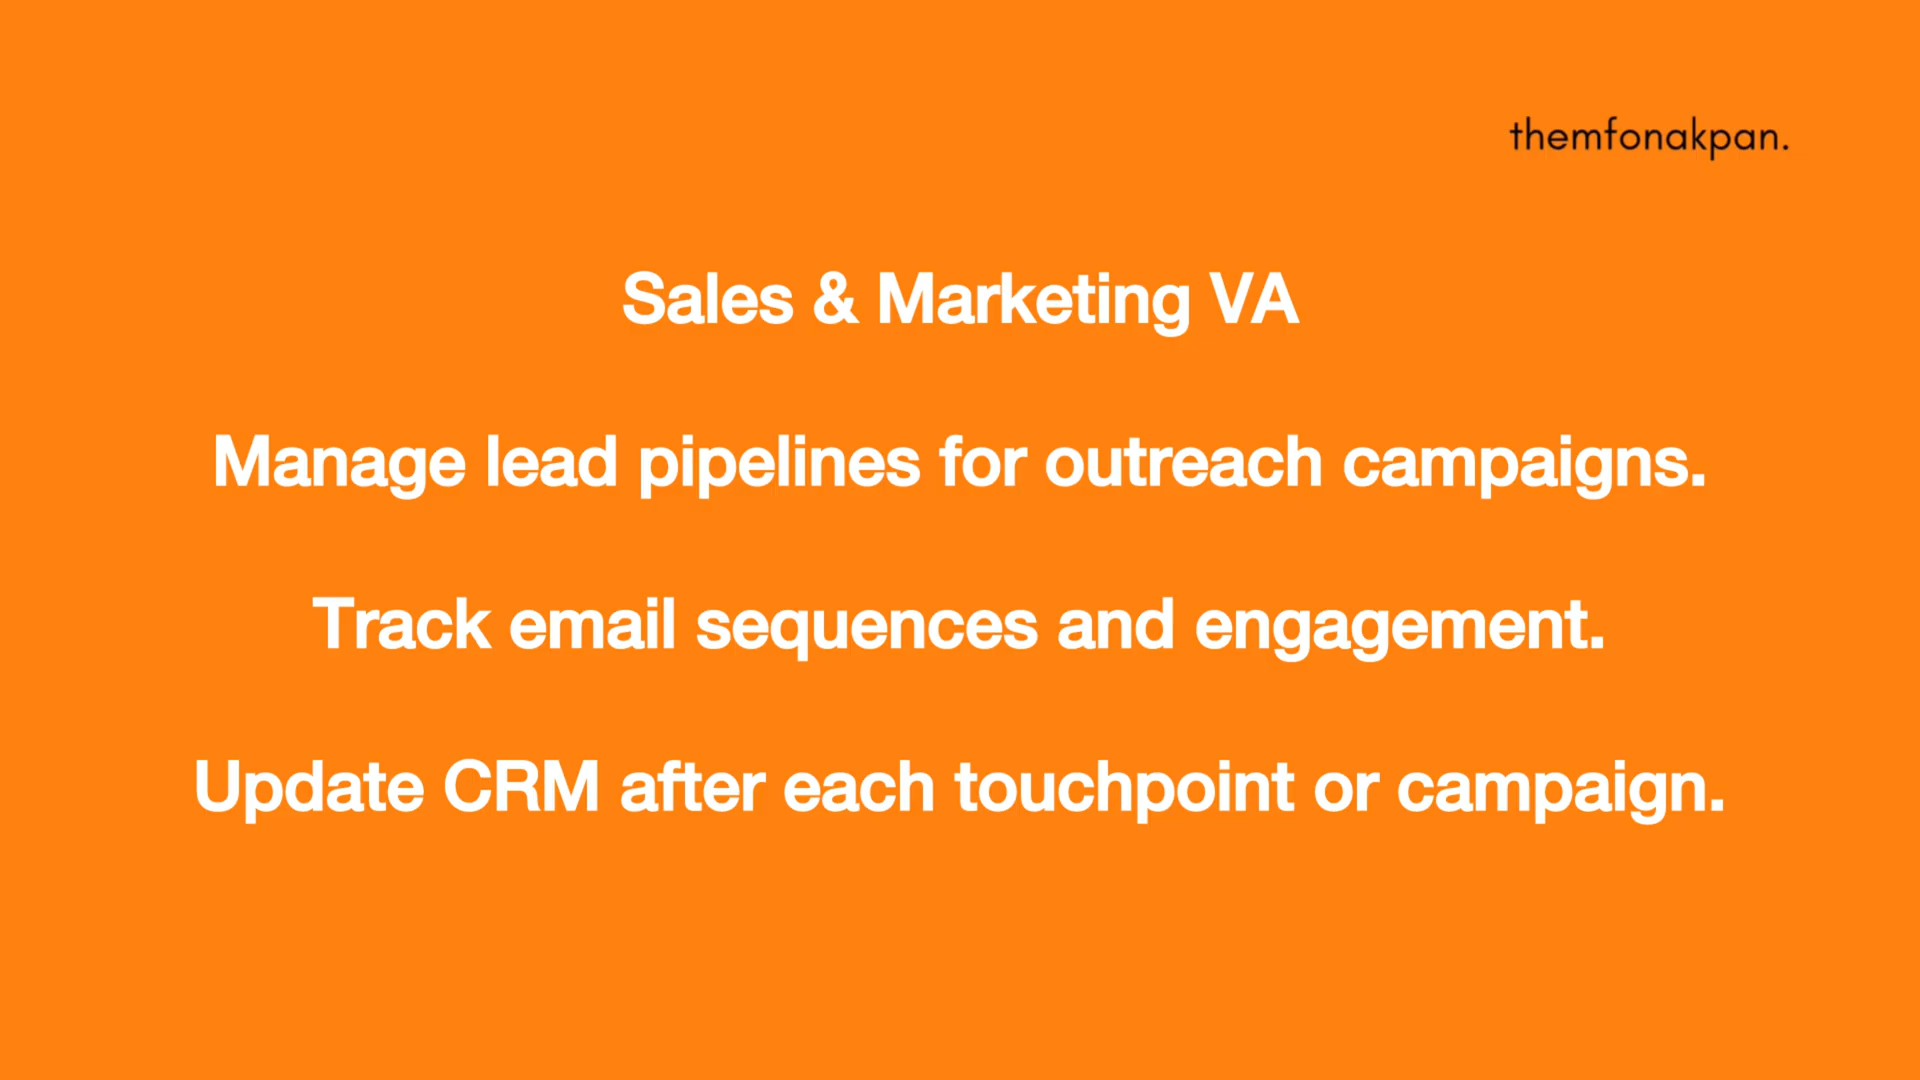 themfonakpan.
Sales & Marketing VA
Manage lead pipelines for outreach campaigns.
Track email sequences and engagement.
Update CRM after each touchpoint or campaign.